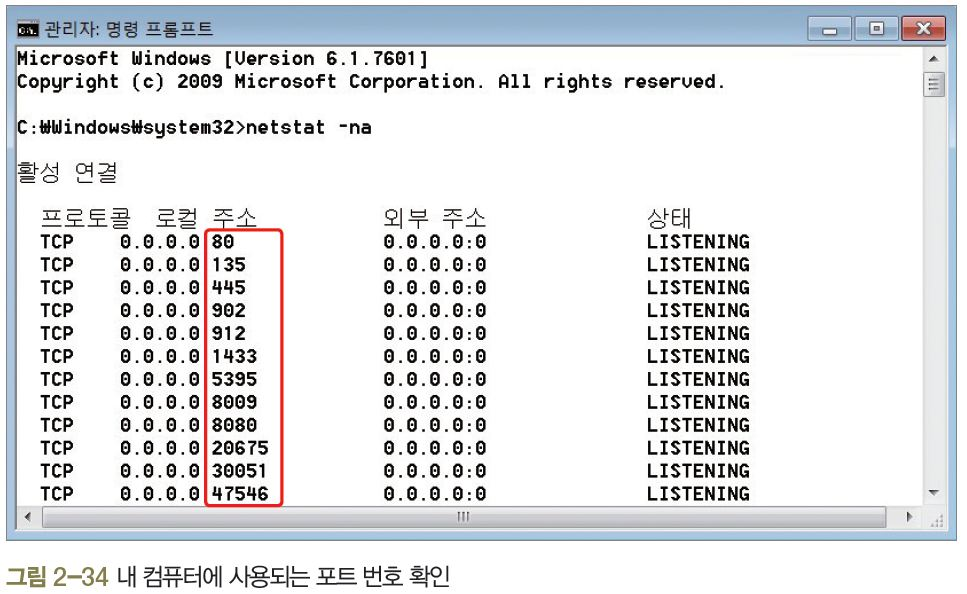 관리자: 명령 프롬프트
Microsoft Windows [Version 6.1.7601]
Copyright (c) 2009 Microsoft Corporation. All rights reserved.
C:₩Windows₩system32>netstat -na
활성 연결
프로토콜 로컬 주소 외부 주소 상태
TCP 0.0.0.0 80 0.0.0.0:0 LISTENING
TCP 0.0.0.0 135 0.0.0.0:0 LISTENING
TCP 0.0.0.0 445 0.0.0.0:0 LISTENING
TCP 0.0.0.0 902 0.0.0.0:0 LISTENING
TCP 0.0.0.0 912 0.0.0.0:0 LISTENING
TCP 0.0.0.0 1433 0.0.0.0:0 LISTENING
TCP 0.0.0.0 5395 0.0.0.0:0 LISTENING
TCP 0.0.0.0 8009 0.0.0.0:0 LISTENING
TCP 0.0.0.0 8080 0.0.0.0:0 LISTENING
TCP 0.0.0.0 20675 0.0.0.0:0 LISTENING
TCP 0.0.0.0 30051 0.0.0.0:0 LISTENING
TCP 0.0.0.0 47546 0.0.0.0:0 LISTENING
그림 2-34 내 컴퓨터에 사용되는 포트 번호 확인